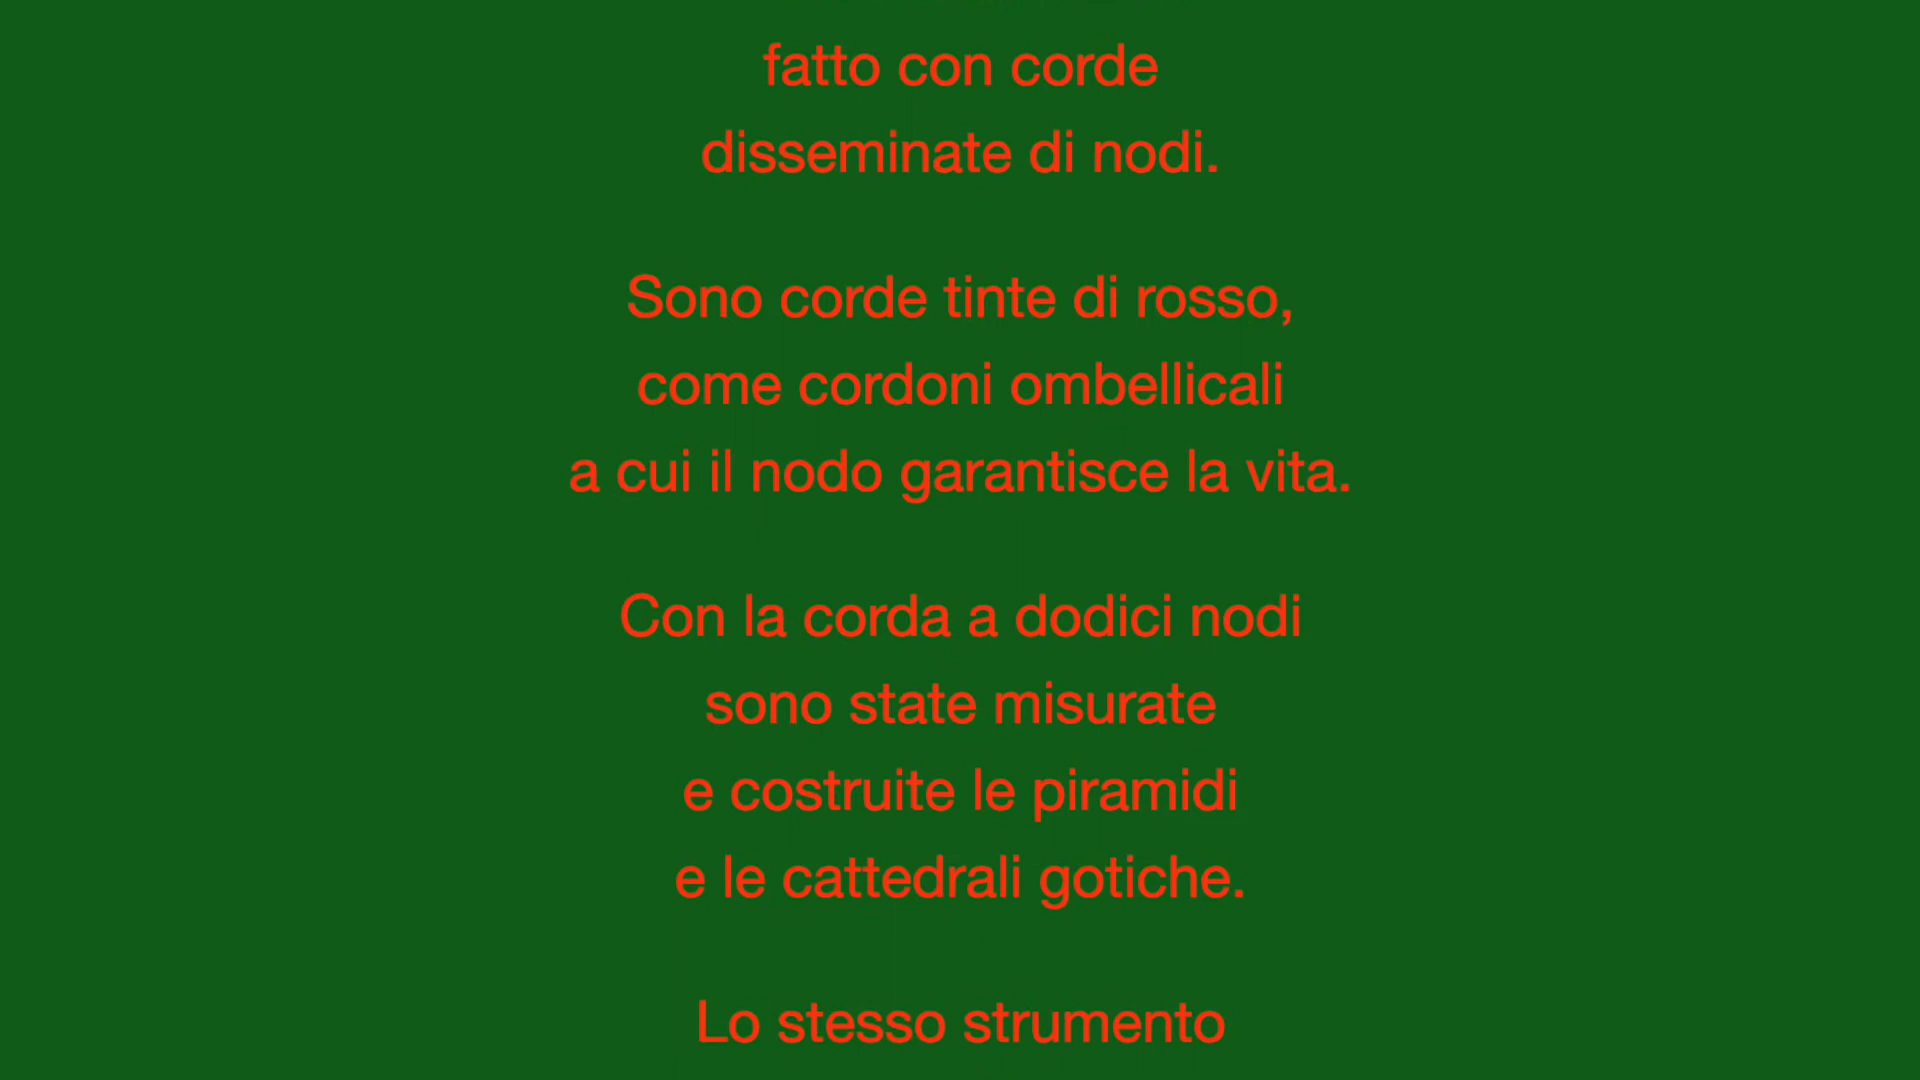 fatto con corde
disseminate di nodi.
Sono corde tinte di rosso,
come cordoni ombellicali
a cui il nodo garantisce la vita.
Con la corda a dodici nodi
sono state misurate
e costruite le piramidi
e le cattedrali gotiche.
Lo stesso strumento